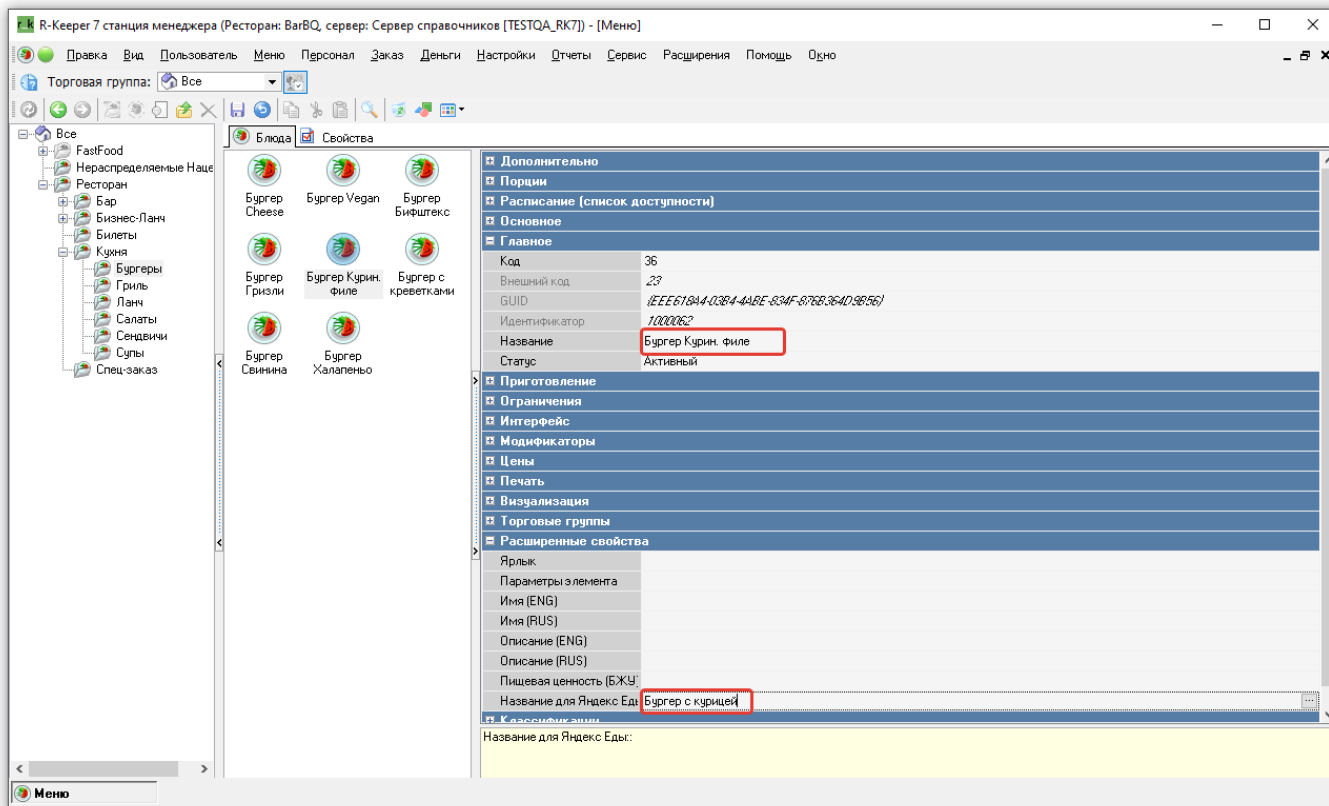 r_k R-Keeper 7 станция менеджера (Ресторан: BarBQ, сервер: Сервер справочников [TESTQA_RK7]) - [Меню]
Правка Вид Пользователь Меню Персонал Заказ Деньги Настройки Отчеты Сервис Расширения Помощь Окно
Торговая группа: Все
Все
FastFood
Нераспределяемые Наце
Ресторан
Бар
Бизнес-Ланч
Билеты
Кухня
Бургеры
Гриль
Ланч
Салаты
Сендвичи
Супы
Спец-заказ
Блюда Свойства
Бургер Cheese
Бургер Vegan
Бургер Бифштекс
Бургер Гризли
Бургер Курин. филе
Бургер с креветками
Бургер Свинина
Бургер Халапеньо
Дополнительно
Порции
Расписание (список доступности)
Основное
Главное
Код 36
Внешний код 23
GUID {EEE618A4-03B4-4ABE-834F-876B364D9B56}
Идентификатор 1000062
Название Бургер Курин. филе
Статус Активный
Приготовление
Ограничения
Интерфейс
Модификаторы
Цены
Печать
Визуализация
Торговые группы
Расширенные свойства
Ярлык
Параметры элемента
Имя (ENG)
Имя (RUS)
Описание (ENG)
Описание (RUS)
Пищевая ценность (БЖУ)
Название для Яндекс Еды Бургер с курицей
Классификации
Название для Яндекс Еды::
Меню